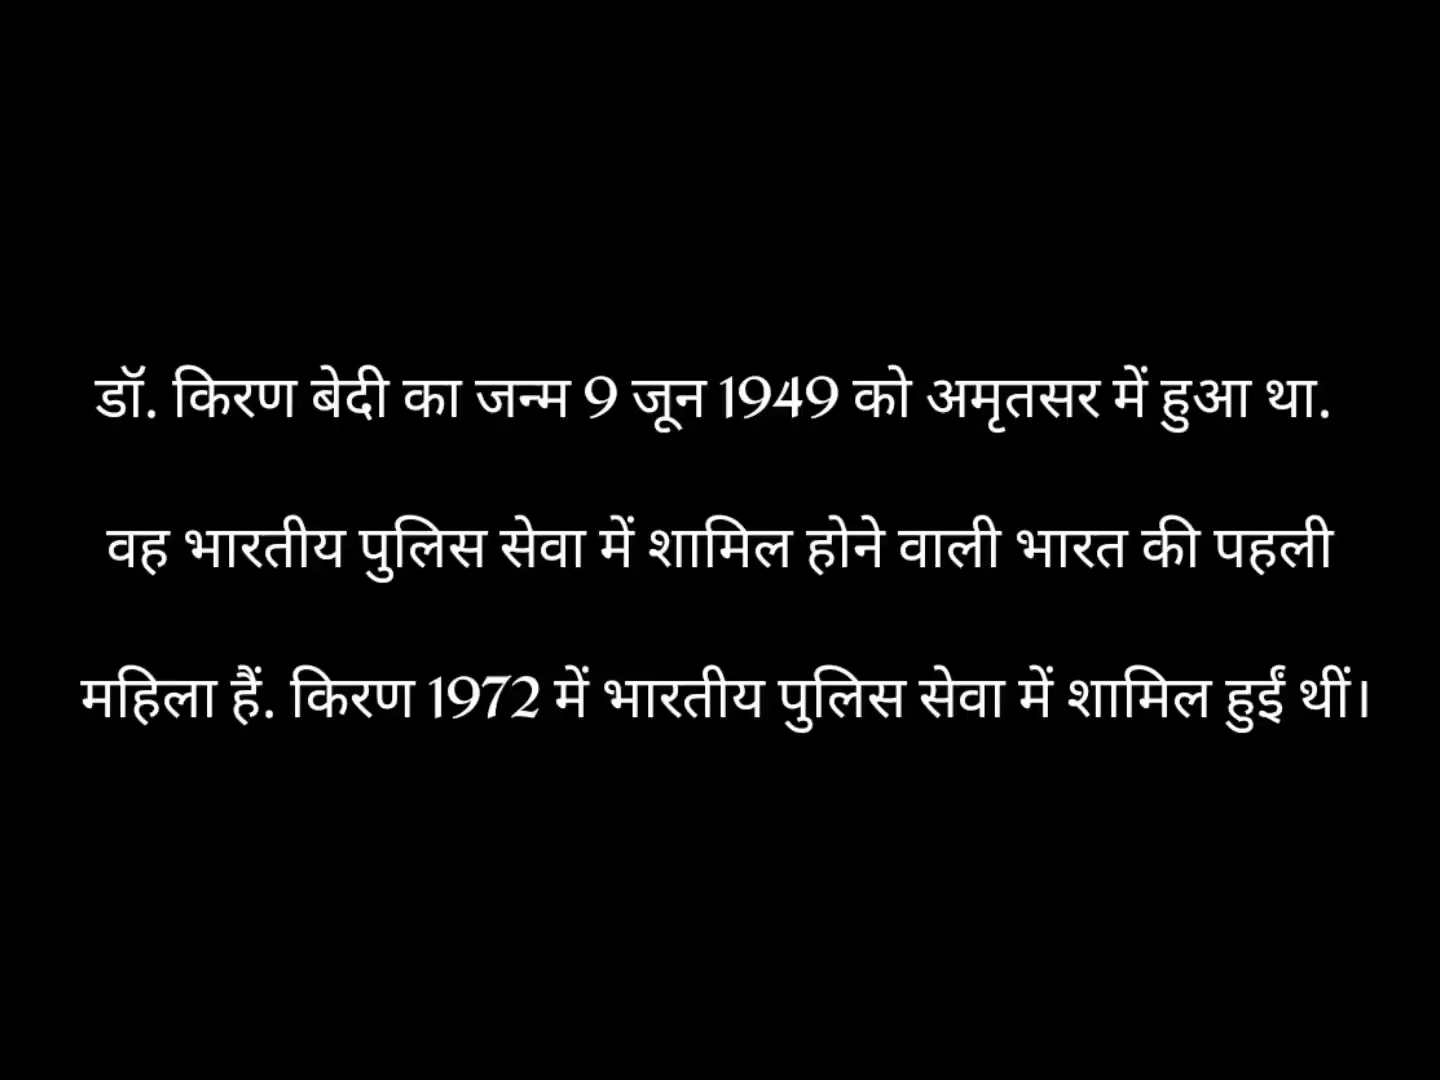 डॉ. किरण बेदी का जन्म 9 जून 1949 को अमृतसर में हुआ था.
वह भारतीय पुलिस सेवा में शामिल होने वाली भारत की पहली
महिला हैं. किरण 1972 में भारतीय पुलिस सेवा में शामिल हुईं थीं।